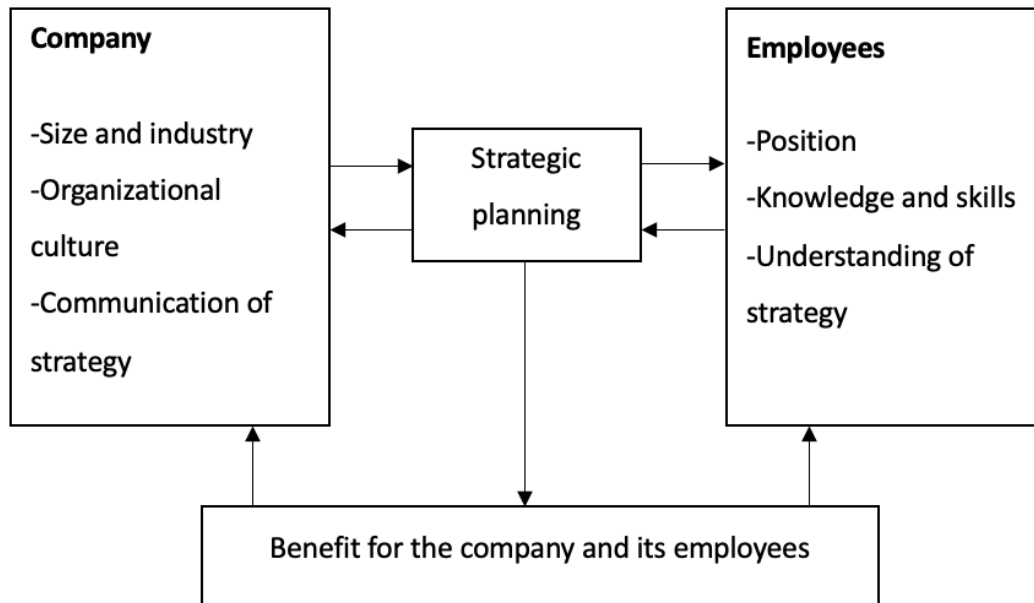 Company
-Size and industry
-Organizational
culture
-Communication of
strategy
Strategic
planning
Employees
-Position
-Knowledge and skills
-Understanding of
strategy
Benefit for the company and its employees